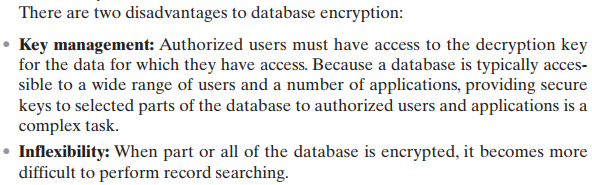 There are two disadvantages to database encryption:
• Key management: Authorized users must have access to the decryption key
for the data for which they have access. Because a database is typically acces-
sible to a wide range of users and a number of applications, providing secure
keys to selected parts of the database to authorized users and applications is a
complex task.
• Inflexibility: When part or all of the database is encrypted, it becomes more
difficult to perform record searching.